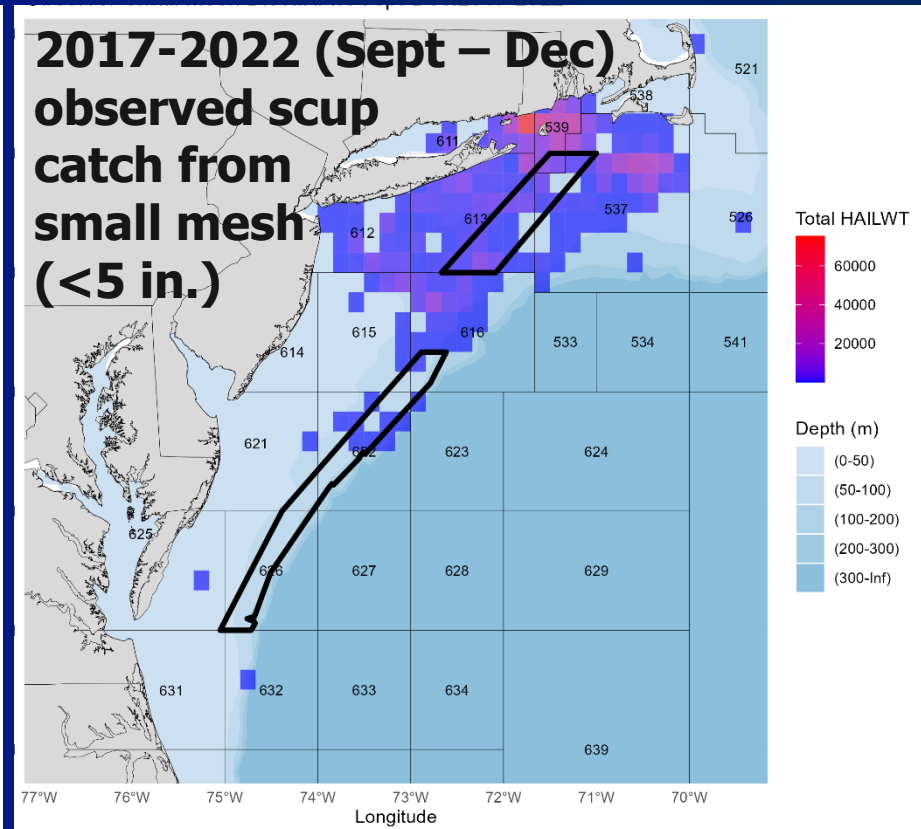 2017-2022 (Sept – Dec)
observed scup
catch from
small mesh
(<5 in.)
521
538
539
611
613
537
526
612
615
616
614
533
534
541
621
623
624
625
626
627
628
629
631
632
633
634
639
77°W
76°W
75°W
74°W
73°W
72°W
71°W
70°W
Longitude
Total HAILWT
60000
40000
20000
Depth (m)
(0-50)
(50-100)
(100-200)
(200-300)
(300-Inf)